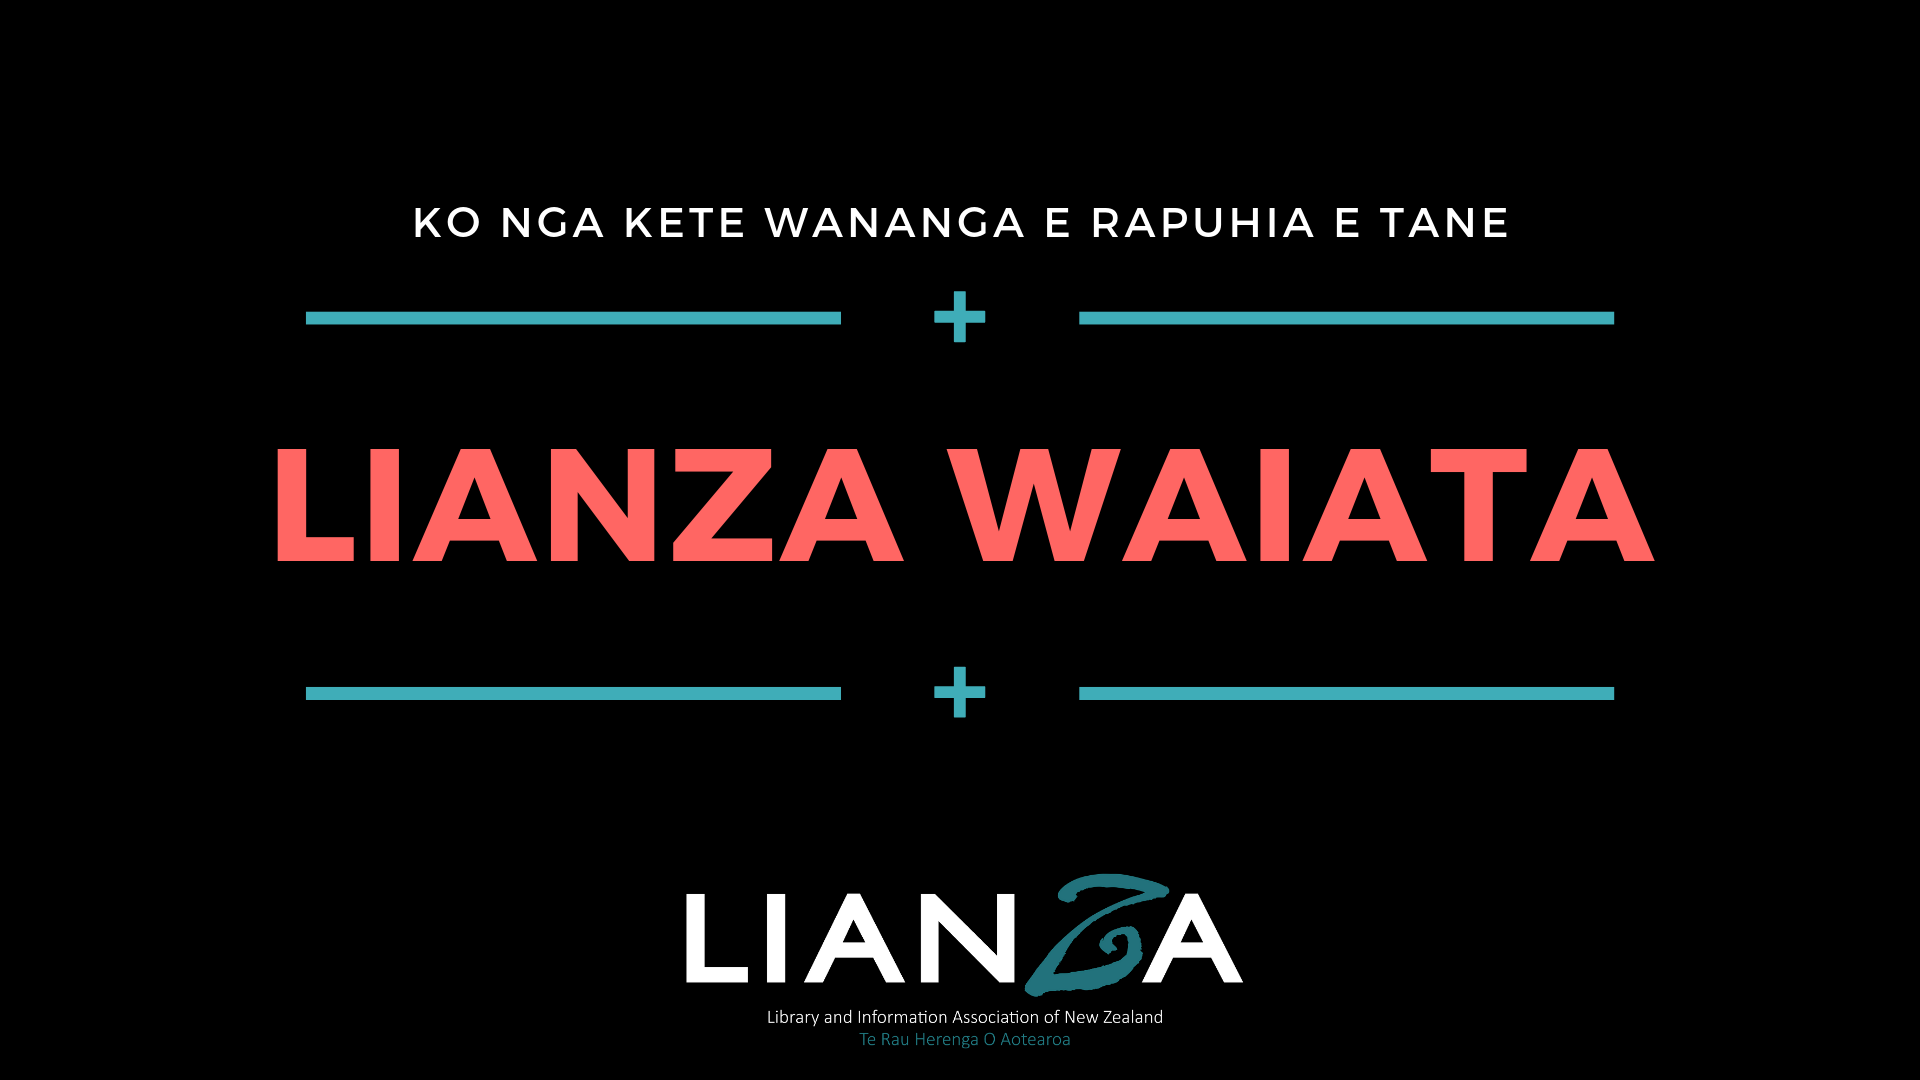 KO NGA KETE WANANGA E RAPUHIA E TANE
LIANZA WAIATA
LIANZA
Library and Information Association of New Zealand
Te Rau Herenga O Aotearoa